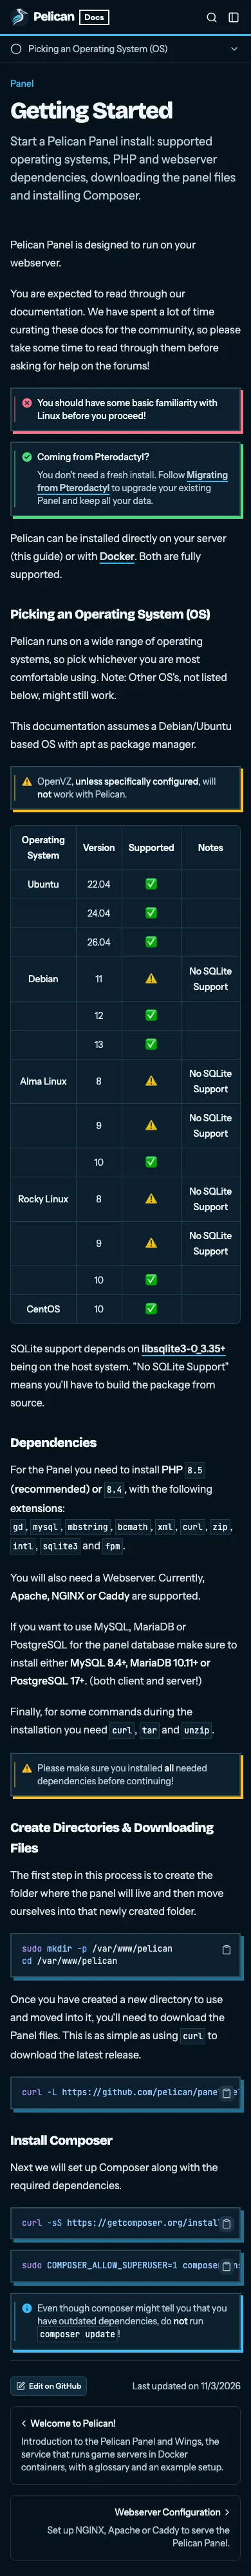 Pelican Docs
Picking an Operating System (OS)
Panel
Getting Started
Start a Pelican Panel install: supported
operating systems, PHP and webserver
dependencies, downloading the panel files
and installing Composer.
Pelican Panel is designed to run on your
webserver.
You are expected to read through our
documentation. We have spent a lot of time
curating these docs for the community, so please
take some time to read through them before
asking for help on the forums!
You should have some basic familiarity with
Linux before you proceed!
Coming from Pterodactyl?
You don't need a fresh install. Follow Migrating
from Pterodactyl to upgrade your existing
Panel and keep all your data.
Pelican can be installed directly on your server
(this guide) or with Docker. Both are fully
supported.
Picking an Operating System (OS)
Pelican runs on a wide range of operating
systems, so pick whichever you are most
comfortable using. Note: Other OS's, not listed
below, might still work.
This documentation assumes a Debian/Ubuntu
based OS with apt as package manager.
OpenVZ, unless specifically configured, will
not work with Pelican.
Operating System Version Supported Notes
Ubuntu 22.04 ✅
24.04 ✅
26.04 ✅
Debian 11 ⚠️ No SQLite Support
12 ✅
13 ✅
Alma Linux 8 ⚠️ No SQLite Support
9 ⚠️ No SQLite Support
10 ✅
Rocky Linux 8 ⚠️ No SQLite Support
9 ⚠️ No SQLite Support
10 ✅
CentOS 10 ✅
SQLite support depends on libsqlite3-0_3.35+
being on the host system. "No SQLite Support"
means you'll have to build the package from
source.
Dependencies
For the Panel you need to install PHP 8.5
(recommended) or 8.4, with the following
extensions:
gd, mysql, mbstring, bcmath, xml, curl, zip,
intl, sqlite3 and fpm.
You will also need a Webserver. Currently,
Apache, NGINX or Caddy are supported.
If you want to use MySQL, MariaDB or
PostgreSQL for the panel database make sure to
install either MySQL 8.4+, MariaDB 10.11+ or
PostgreSQL 17+. (both client and server!)
Finally, for some commands during the
installation you need curl, tar and unzip.
Please make sure you installed all needed
dependencies before continuing!
Create Directories & Downloading
Files
The first step in this process is to create the
folder where the panel will live and then move
ourselves into that newly created folder.
sudo mkdir -p /var/www/pelican
cd /var/www/pelican
Once you have created a new directory to use
and moved into it, you'll need to download the
Panel files. This is as simple as using curl to
download the latest release.
curl -L https://github.com/pelican/pane
Install Composer
Next we will set up Composer along with the
required dependencies.
curl -sS https://getcomposer.org/instal
sudo COMPOSER_ALLOW_SUPERUSER=1 compose
Even though composer might tell you that you
have outdated dependencies, do not run
composer update!
Edit on GitHub
Last updated on 11/3/2026
Welcome to Pelican!
Introduction to the Pelican Panel and Wings, the
service that runs game servers in Docker
containers, with a glossary and an example setup.
Webserver Configuration
Set up NGINX, Apache or Caddy to serve the
Pelican Panel.